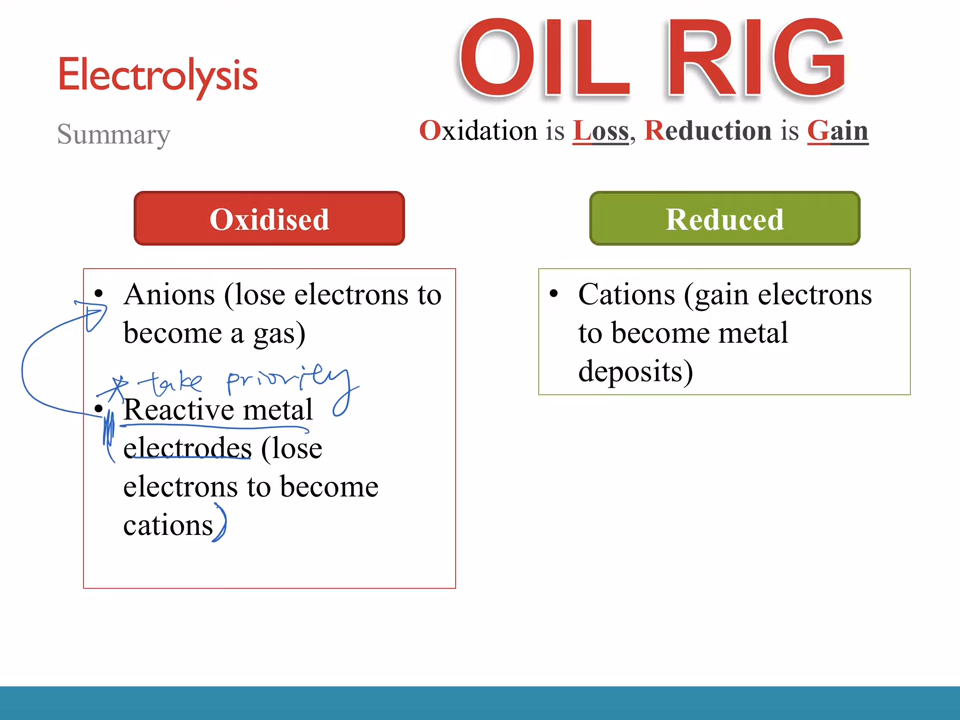 OIL RIG
Electrolysis
Summary
Oxidation is Loss, Reduction is Gain
Oxidised
• Anions (lose electrons to
become a gas)
* take priority
• Reactive metal
electrodes (lose
electrons to become
cations)
Reduced
• Cations (gain electrons
to become metal
deposits)